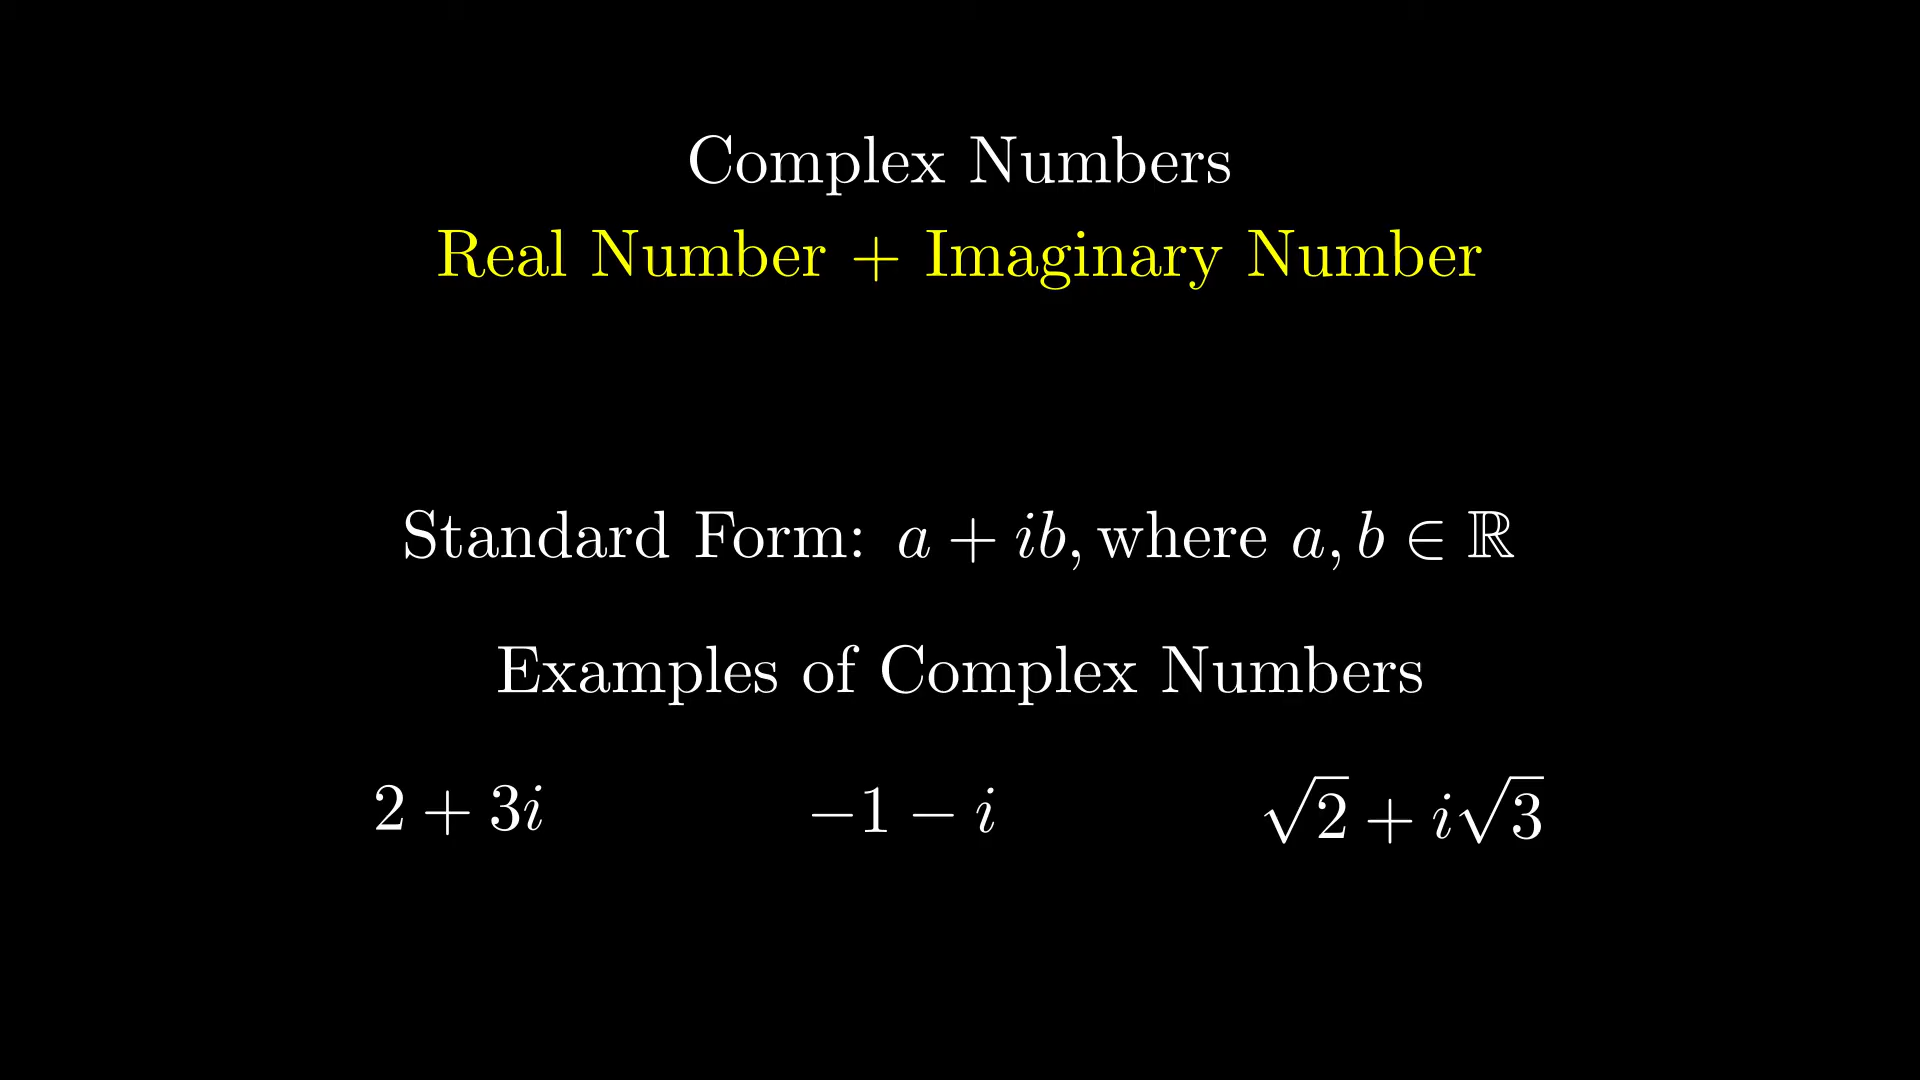 Complex Numbers
Real Number + Imaginary Number
Standard Form: a + ib, where a, b ∈ ℝ
Examples of Complex Numbers
2 + 3i −1 − i √2 + i√3